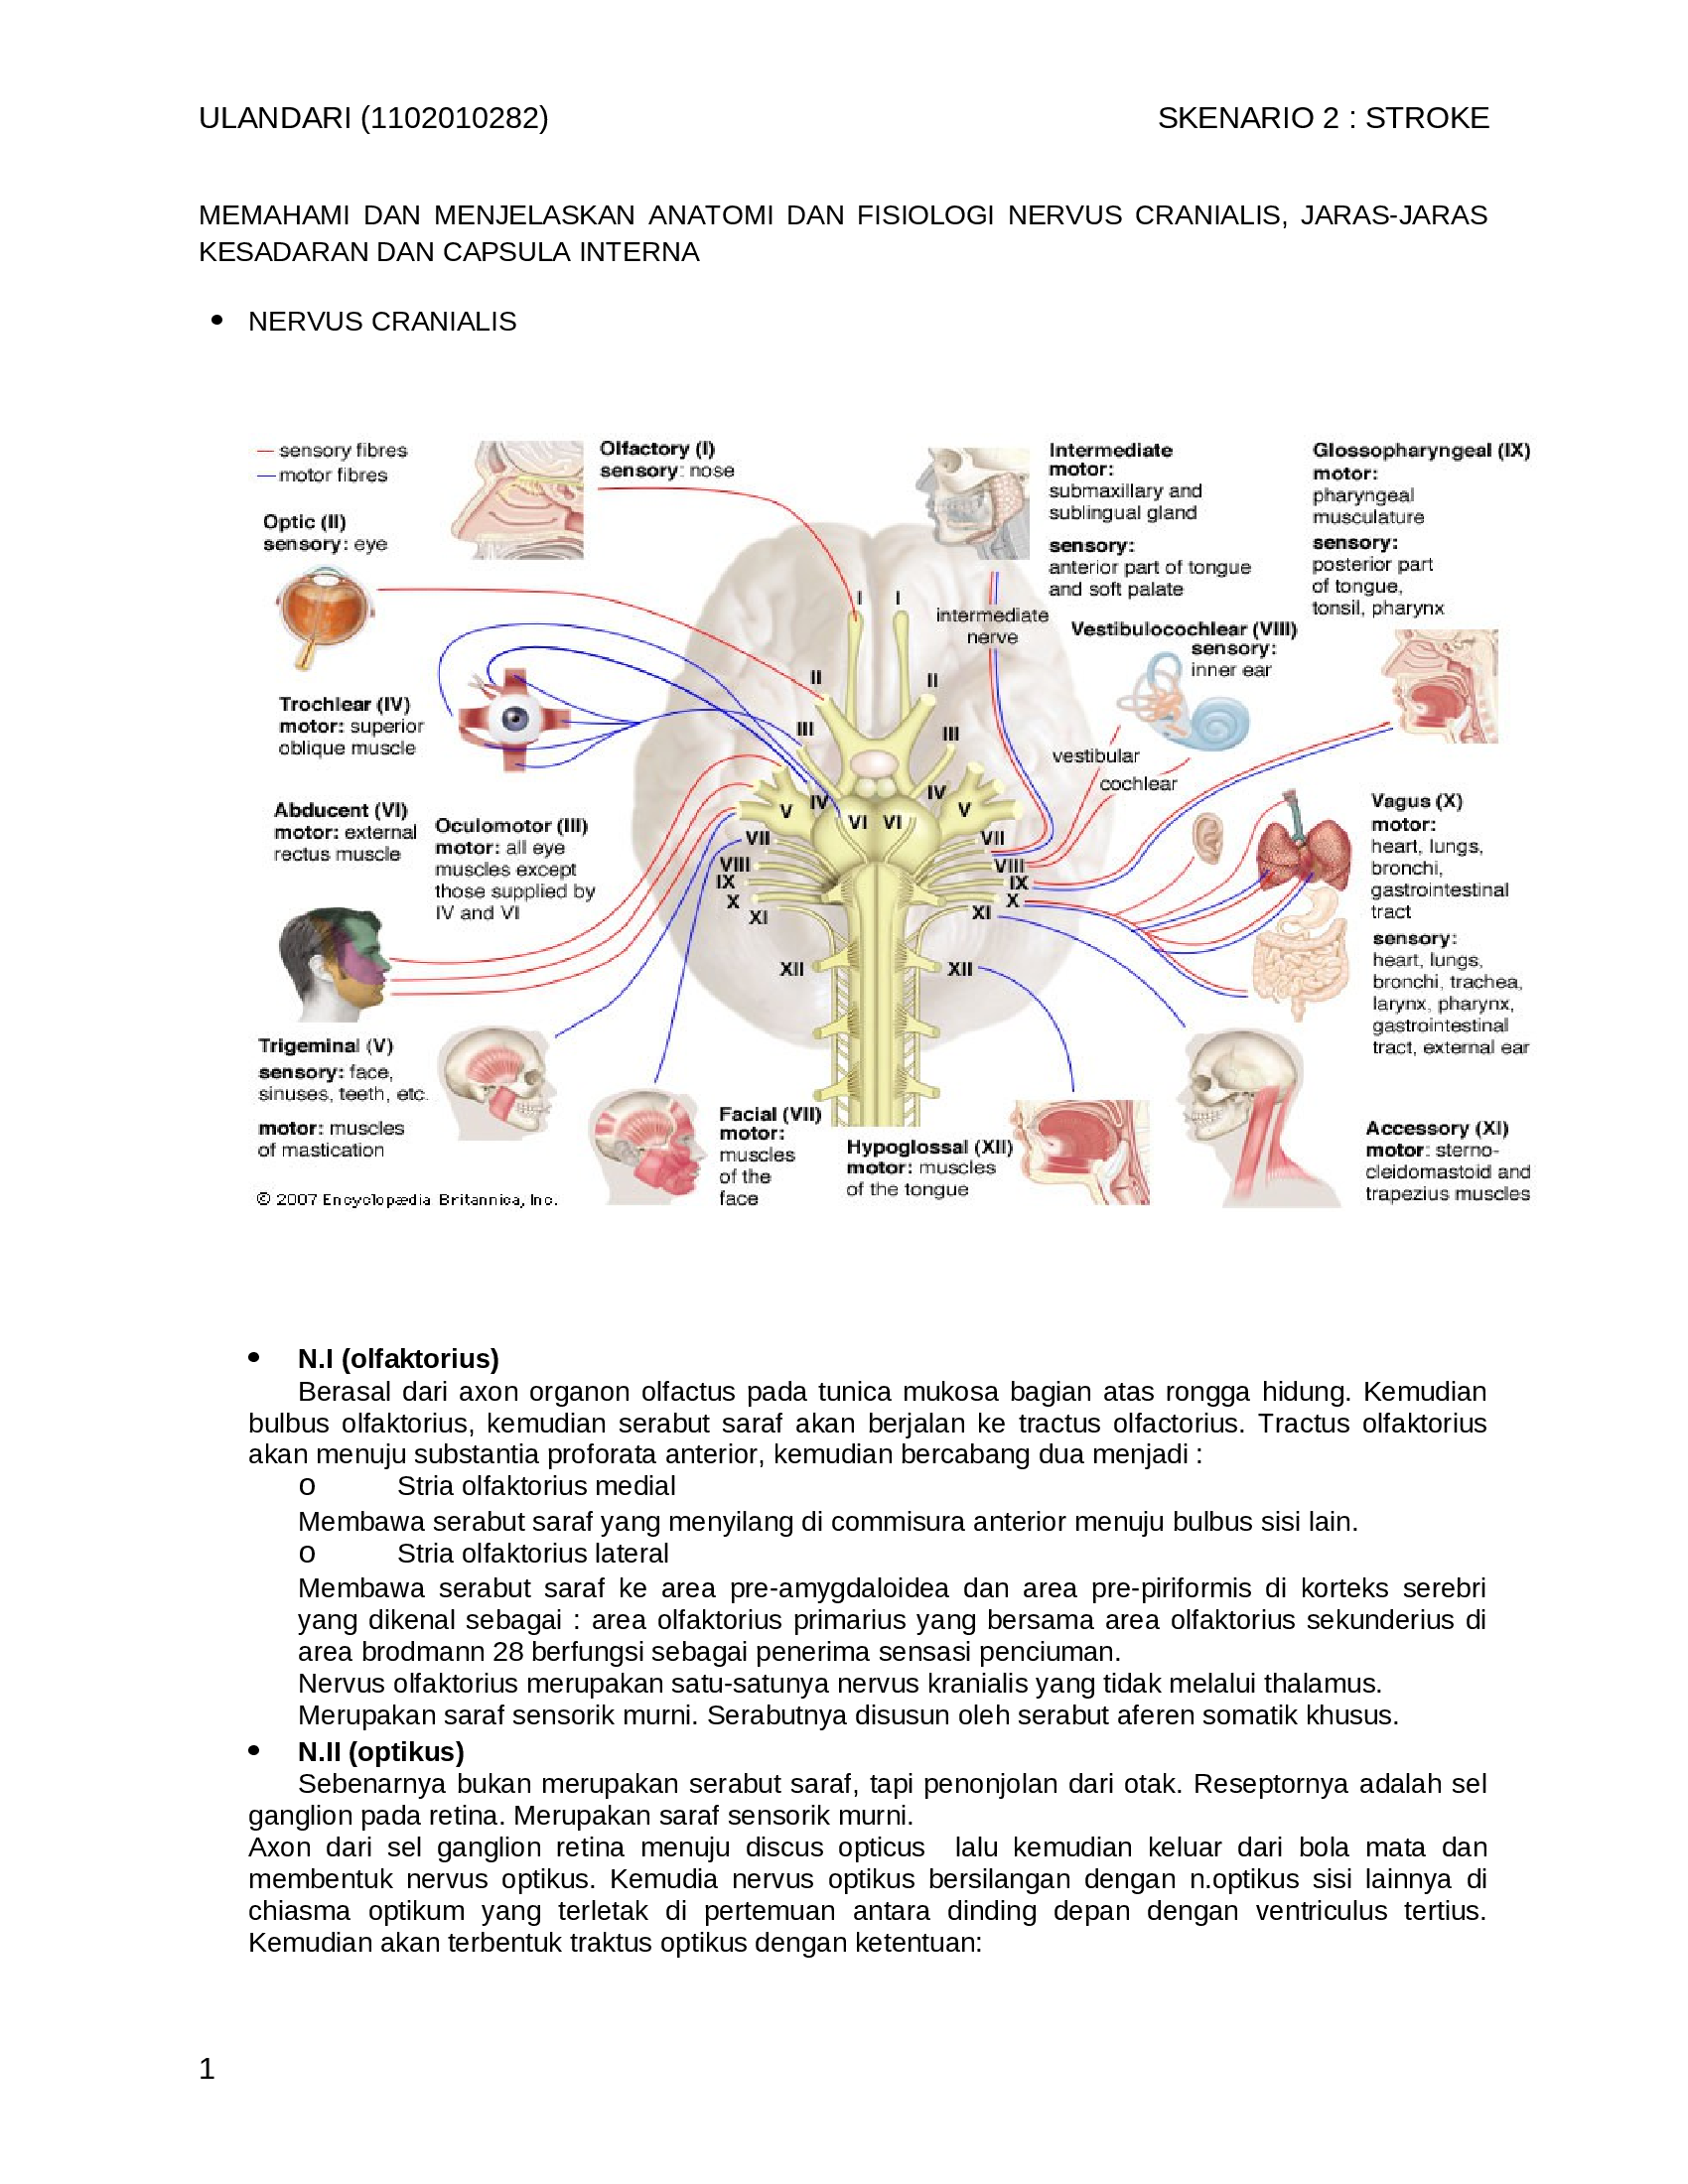 ULANDARI (1102010282) SKENARIO 2 : STROKE
MEMAHAMI DAN MENJELASKAN ANATOMI DAN FISIOLOGI NERVUS CRANIALIS, JARAS-JARAS
KESADARAN DAN CAPSULA INTERNA
• NERVUS CRANIALIS
sensory fibres
motor fibres
Olfactory (I)
sensory: nose
Optic (II)
sensory: eye
Intermediate
motor:
submaxillary and
sublingual gland
sensory:
anterior part of tongue
and soft palate
Glossopharyngeal (IX)
motor:
pharyngeal
musculature
sensory:
posterior part
of tongue,
tonsil, pharynx
intermediate
nerve
Vestibulocochlear (VIII)
sensory:
inner ear
vestibular
cochlear
Trochlear (IV)
motor: superior
oblique muscle
Abducent (VI)
motor: external
rectus muscle
Oculomotor (III)
motor: all eye
muscles except
those supplied by
IV and VI
I I
II II
III III
IV IV
V V
VI VI
VII VII
VIII VIII
IX IX
X X
XI XI
XII XII
Vagus (X)
motor:
heart, lungs,
bronchi,
gastrointestinal
tract
sensory:
heart, lungs,
bronchi, trachea,
larynx, pharynx,
gastrointestinal
tract, external ear
Trigeminal (V)
sensory: face,
sinuses, teeth, etc.
motor: muscles
of mastication
Facial (VII)
motor:
muscles
of the
face
Hypoglossal (XII)
motor: muscles
of the tongue
Accessory (XI)
motor: sterno-
cleidomastoid and
trapezius muscles
© 2007 Encyclopædia Britannica, Inc.
• N.I (olfaktorius)
Berasal dari axon organon olfactus pada tunica mukosa bagian atas rongga hidung. Kemudian
bulbus olfaktorius, kemudian serabut saraf akan berjalan ke tractus olfactorius. Tractus olfaktorius
akan menuju substantia proforata anterior, kemudian bercabang dua menjadi :
o Stria olfaktorius medial
Membawa serabut saraf yang menyilang di commisura anterior menuju bulbus sisi lain.
o Stria olfaktorius lateral
Membawa serabut saraf ke area pre-amygdaloidea dan area pre-piriformis di korteks serebri
yang dikenal sebagai : area olfaktorius primarius yang bersama area olfaktorius sekunderius di
area brodmann 28 berfungsi sebagai penerima sensasi penciuman.
Nervus olfaktorius merupakan satu-satunya nervus kranialis yang tidak melalui thalamus.
Merupakan saraf sensorik murni. Serabutnya disusun oleh serabut aferen somatik khusus.
• N.II (optikus)
Sebenarnya bukan merupakan serabut saraf, tapi penonjolan dari otak. Reseptornya adalah sel
ganglion pada retina. Merupakan saraf sensorik murni.
Axon dari sel ganglion retina menuju discus opticus lalu kemudian keluar dari bola mata dan
membentuk nervus optikus. Kemudia nervus optikus bersilangan dengan n.optikus sisi lainnya di
chiasma optikum yang terletak di pertemuan antara dinding depan dengan ventriculus tertius.
Kemudian akan terbentuk traktus optikus dengan ketentuan:
1